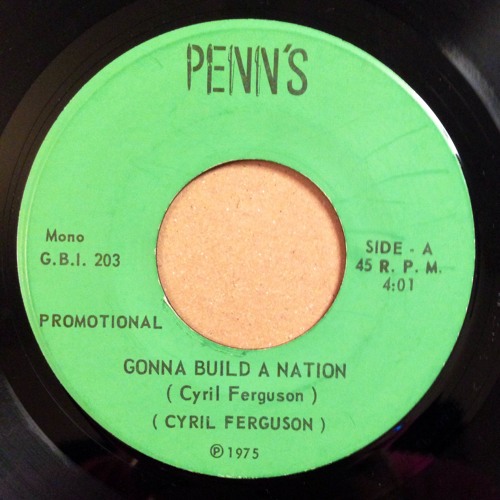 PENN'S
Mono
G.B.I. 203
SIDE - A
45 R. P. M.
4:01
PROMOTIONAL
GONNA BUILD A NATION
( Cyril Ferguson )
( CYRIL FERGUSON )
℗ 1975